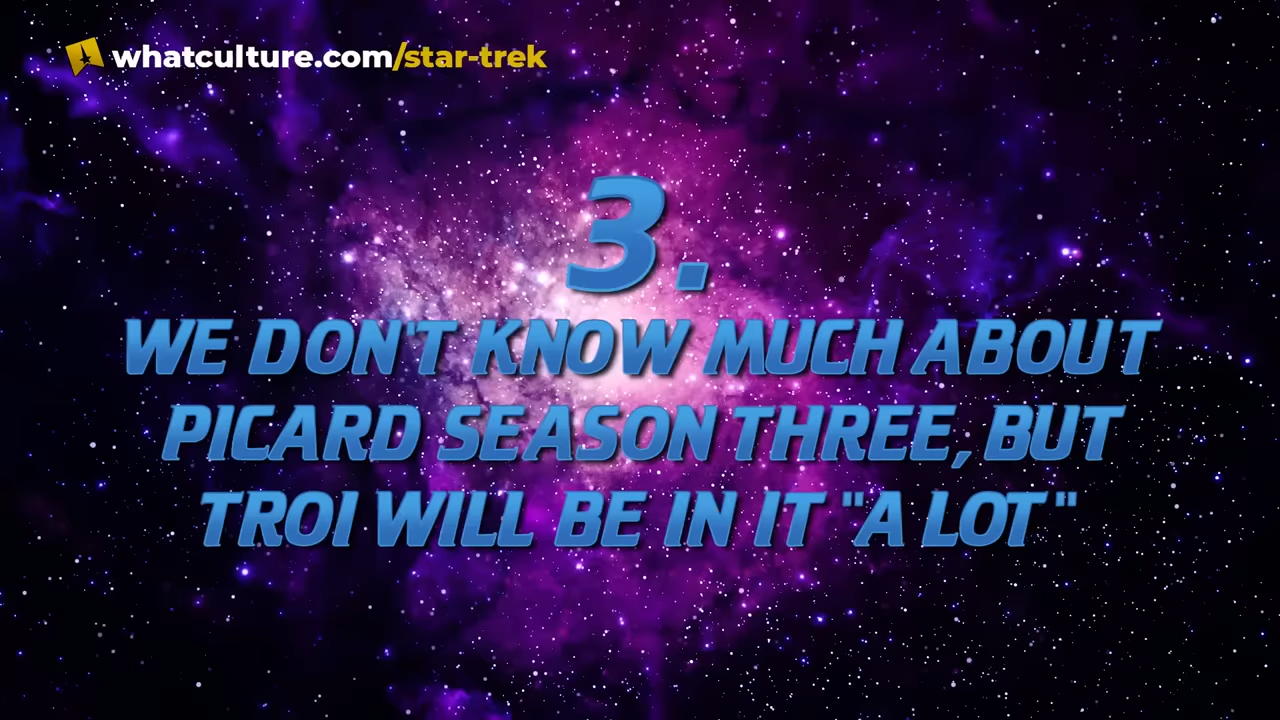 whatculture.com/star-trek
3.
WE DON'T KNOW MUCH ABOUT
PICARD SEASON THREE, BUT
TROI WILL BE IN IT "A LOT"